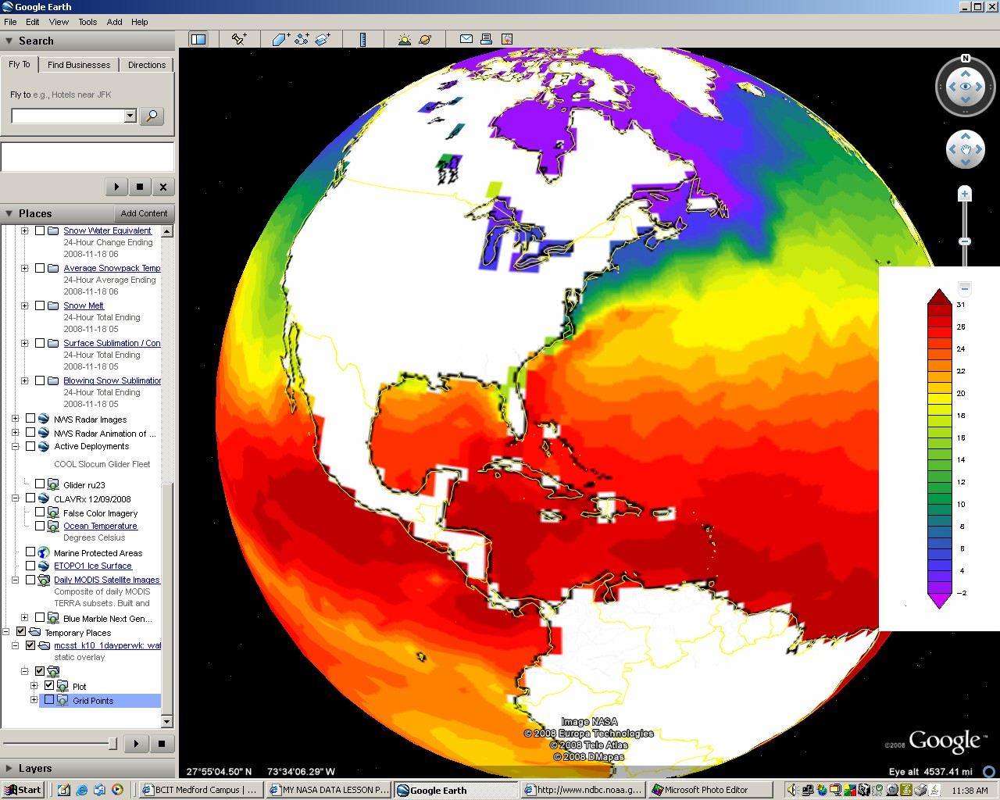 Google Earth
File Edit View Tools Add Help
Search
Fly To Find Businesses Directions
Fly to e.g., Hotels near JFK
Places Add Content
Snow Water Equivalent
24-Hour Change Ending
2008-11-18 06
Average Snowpack Temp
24-Hour Average Ending
2008-11-18 06
Snow Melt
24-Hour Total Ending
2008-11-18 05
Surface Sublimation / Con
24-Hour Total Ending
2008-11-18 05
Blowing Snow Sublimation
24-Hour Total Ending
2008-11-18 05
NWS Radar Images
NWS Radar Animation of ...
Active Deployments
COOL Slocum Glider Fleet
Glider ru23
CLAVRx 12/09/2008
False Color Imagery
Ocean Temperature
Degrees Celsius
Marine Protected Areas
ETOPO1 Ice Surface
Daily MODIS Satellite Images
Composite of daily MODIS
TERRA subsets. Built and
Blue Marble Next Gen...
Temporary Places
mcsst_k10_1dayperwk: wat
static overlay
Plot
Grid Points
Layers
N
31
26
24
22
20
18
16
14
12
10
8
6
4
-2
Image NASA
© 2008 Europa Technologies
© 2008 Tele Atlas
© 2008 DMapas
©2008 Google™
27°55'04.50" N 73°34'06.29" W
Eye alt 4537.41 mi
Start
BCIT Medford Campus | ...
MY NASA DATA LESSON P...
Google Earth
http://www.ndbc.noaa.g...
Microsoft Photo Editor
11:38 AM